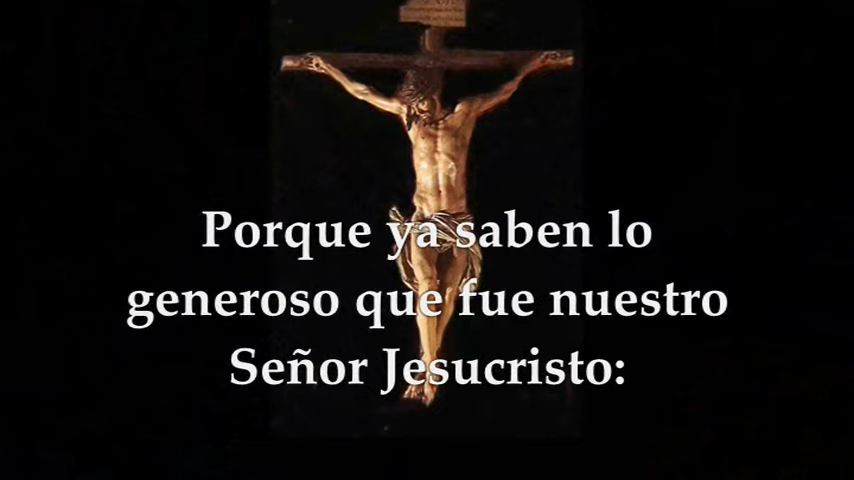 Porque ya saben lo
generoso que fue nuestro
Señor Jesucristo: